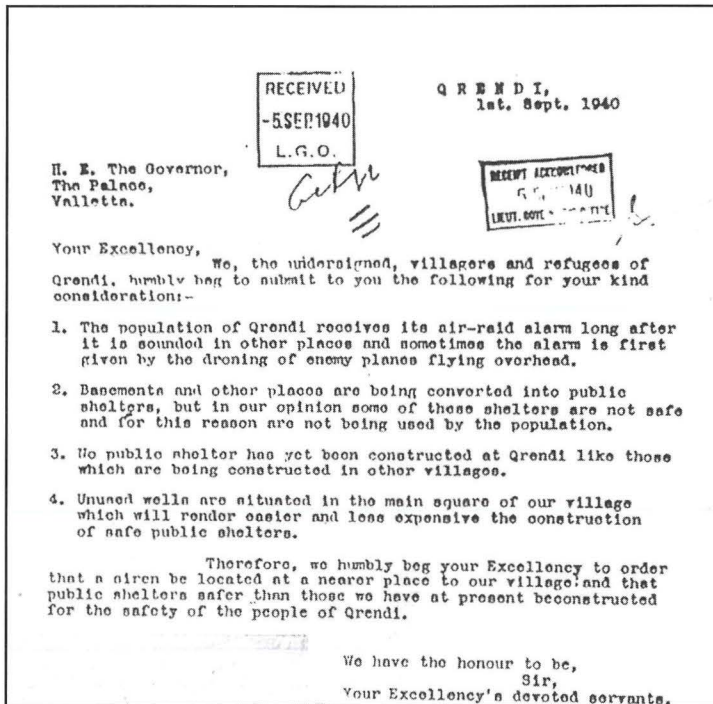 RECEIVED
-5SEP.1940
L.G.O.
QRENDI,
1st. Sept. 1940
H. E. The Governor,
The Palace,
Valletta.
RECEIPT ACKNOWLEDGED
Your Excellency,
We, the undersigned, villagers and refugees of
Qrendi, humbly beg to submit to you the following for your kind
consideration:-
1. The population of Qrendi receives its air-raid alarm long after
it is sounded in other places and sometimes the alarm is first
given by the droning of enemy planes flying overhead.
2. Basements and other places are being converted into public
shelters, but in our opinion some of those shelters are not safe
and for this reason are not being used by the population.
3. No public shelter has yet been constructed at Qrendi like those
which are being constructed in other villages.
4. Unused wells are situated in the main square of our village
which will render easier and less expensive the construction
of safe public shelters.
Therefore, we humbly beg your Excellency to order
that a siren be located at a nearer place to our village and that
public shelters safer than those we have at present beconstructed
for the safety of the people of Qrendi.
We have the honour to be,
Sir,
Your Excellency's devoted servants.